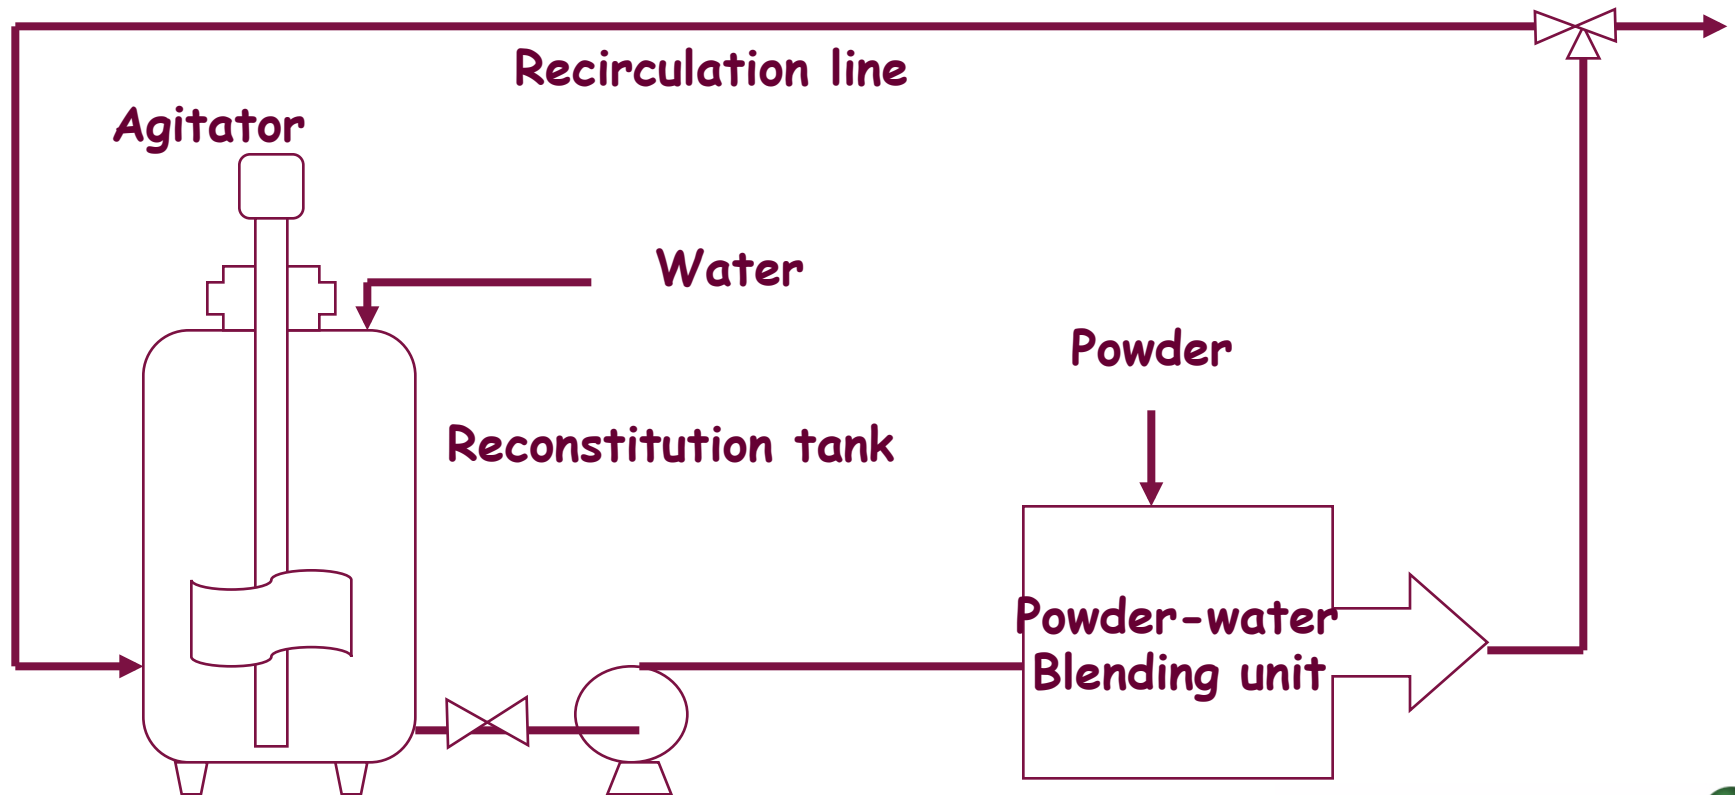 Recirculation line
Agitator
Water
Powder
Reconstitution tank
Powder-water
Blending unit